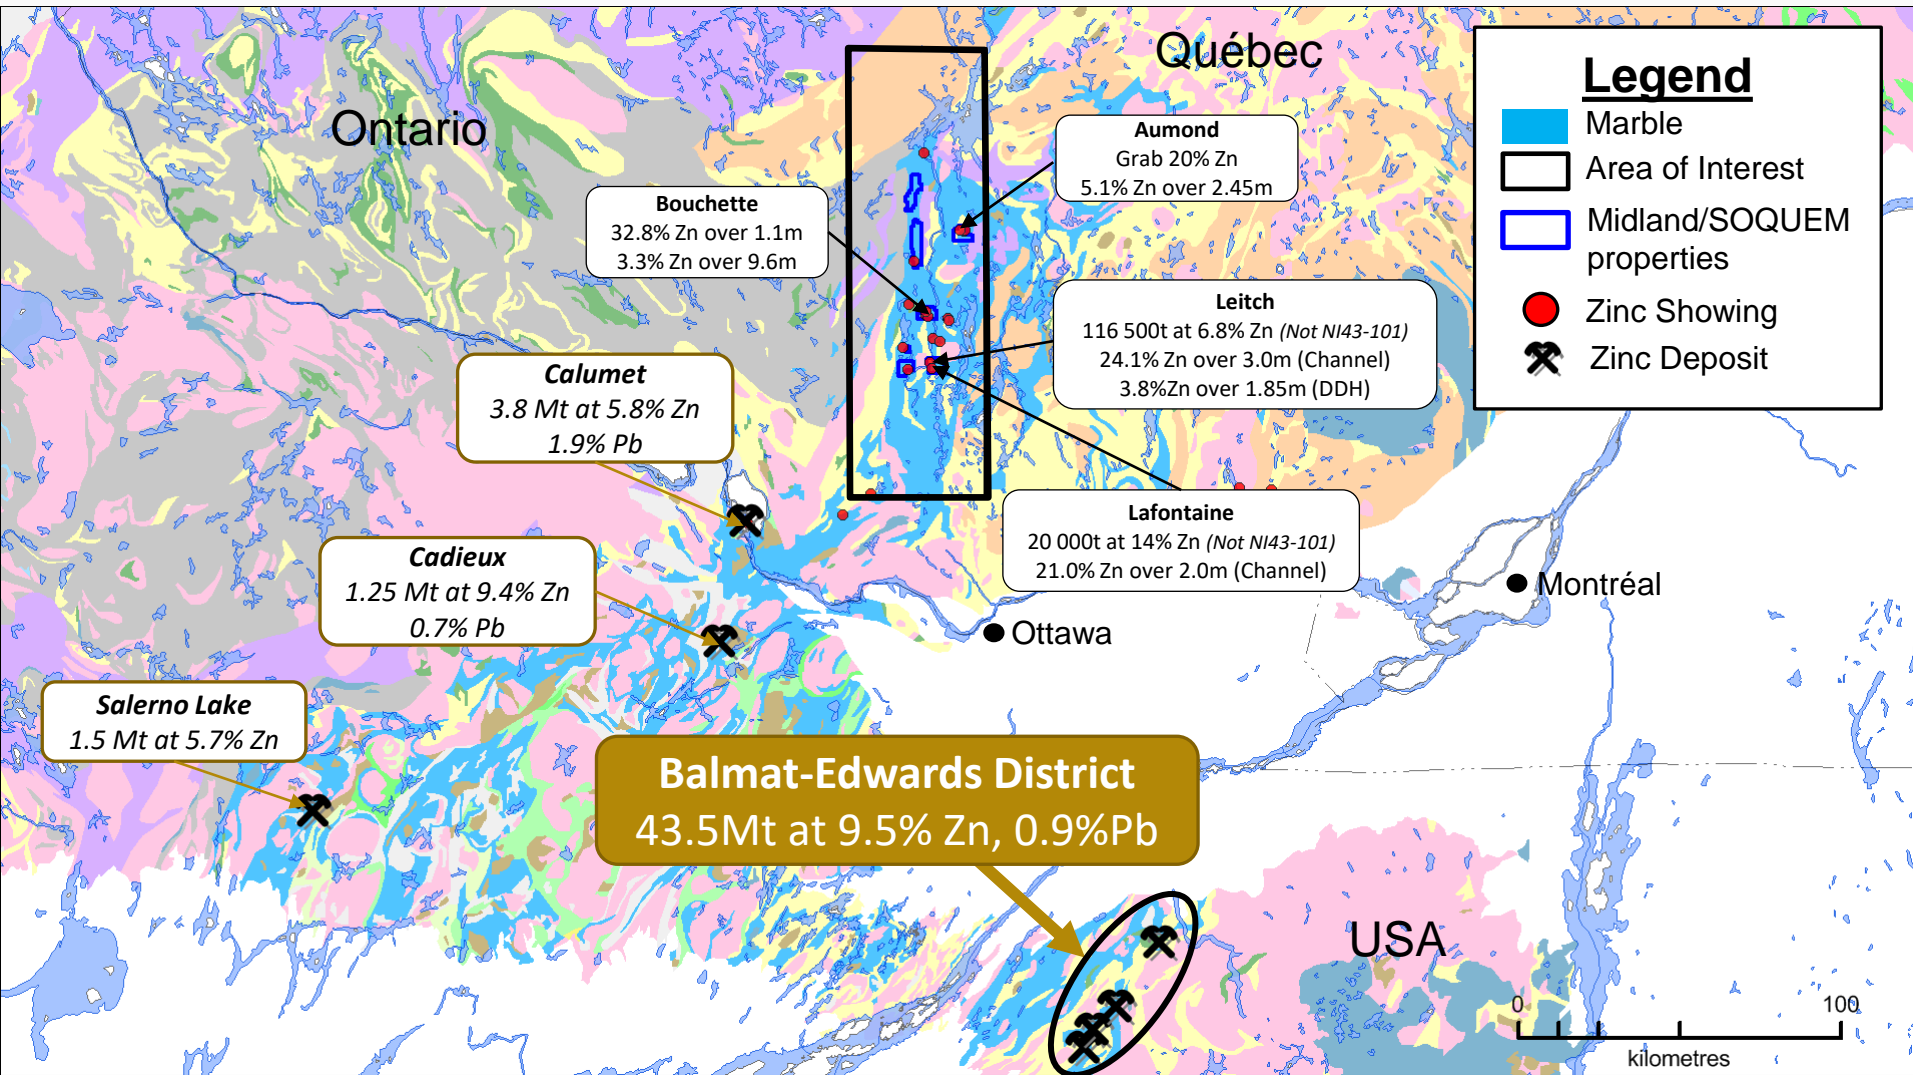 Québec
Ontario
Legend
Marble
Area of Interest
Midland/SOQUEM
properties
Zinc Showing
Zinc Deposit
Aumond
Grab 20% Zn
5.1% Zn over 2.45m
Bouchette
32.8% Zn over 1.1m
3.3% Zn over 9.6m
Leitch
116 500t at 6.8% Zn (Not NI43-101)
24.1% Zn over 3.0m (Channel)
3.8%Zn over 1.85m (DDH)
Calumet
3.8 Mt at 5.8% Zn
1.9% Pb
Lafontaine
20 000t at 14% Zn (Not NI43-101)
21.0% Zn over 2.0m (Channel)
Cadieux
1.25 Mt at 9.4% Zn
0.7% Pb
Montréal
Ottawa
Salerno Lake
1.5 Mt at 5.7% Zn
Balmat-Edwards District
43.5Mt at 9.5% Zn, 0.9%Pb
USA
0 100
kilometres